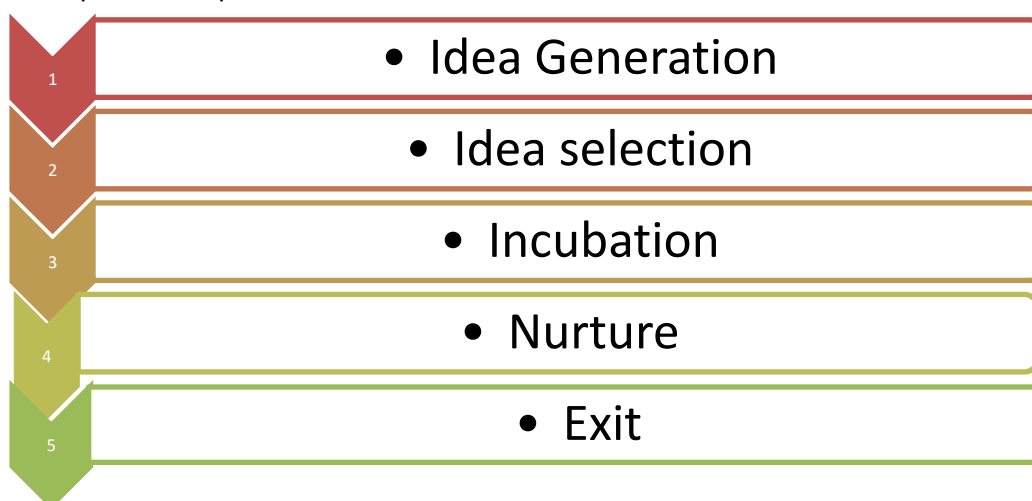 1
• Idea Generation
2
• Idea selection
3
• Incubation
4
• Nurture
5
• Exit